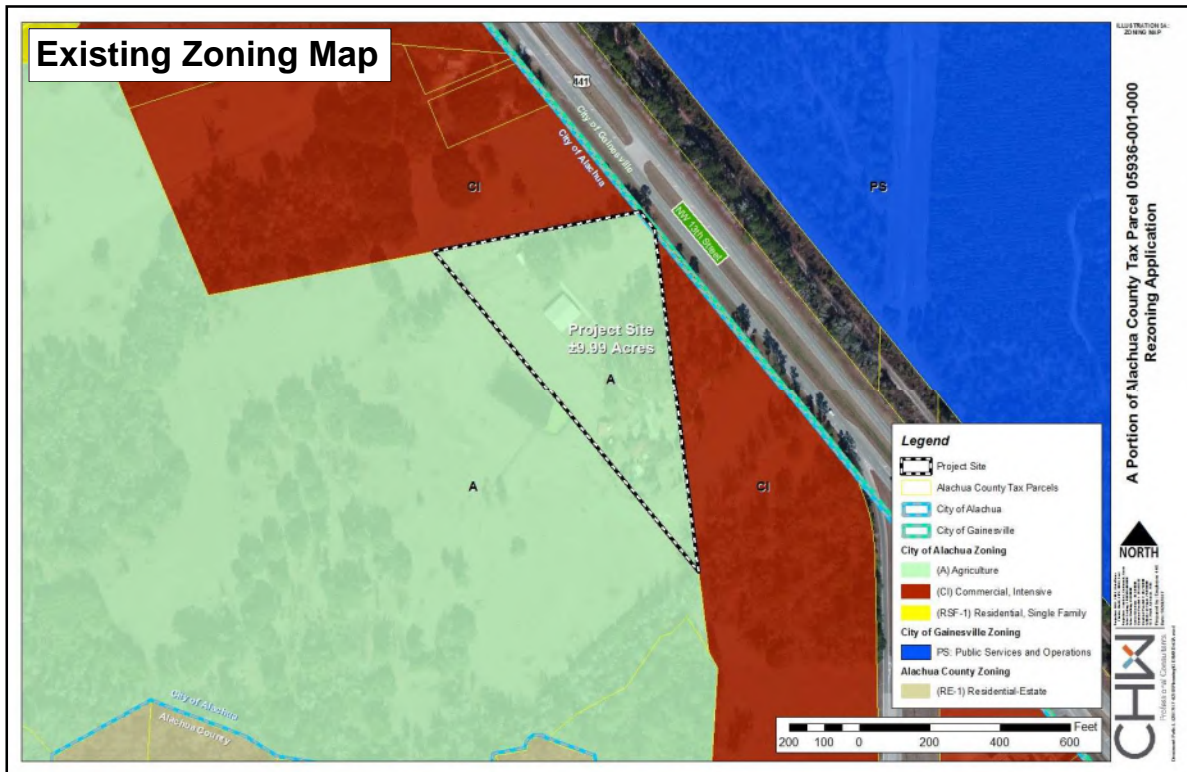 Existing Zoning Map
ILLUSTRATION 3A:
ZONING MAP
441
City of Gainesville
City of Alachua
CI
PS
NW 13th Street
Project Site
±9.99 Acres
A
A
CI
City of Alachua
Alachua County
Legend
Project Site
Alachua County Tax Parcels
City of Alachua
City of Gainesville
City of Alachua Zoning
(A) Agriculture
(CI) Commercial, Intensive
(RSF-1) Residential, Single Family
City of Gainesville Zoning
PS: Public Services and Operations
Alachua County Zoning
(RE-1) Residential-Estate
Feet
200 100 0 200 400 600
A Portion of Alachua County Tax Parcel 05936-001-000
Rezoning Application
NORTH
CHW
Professional Consultants